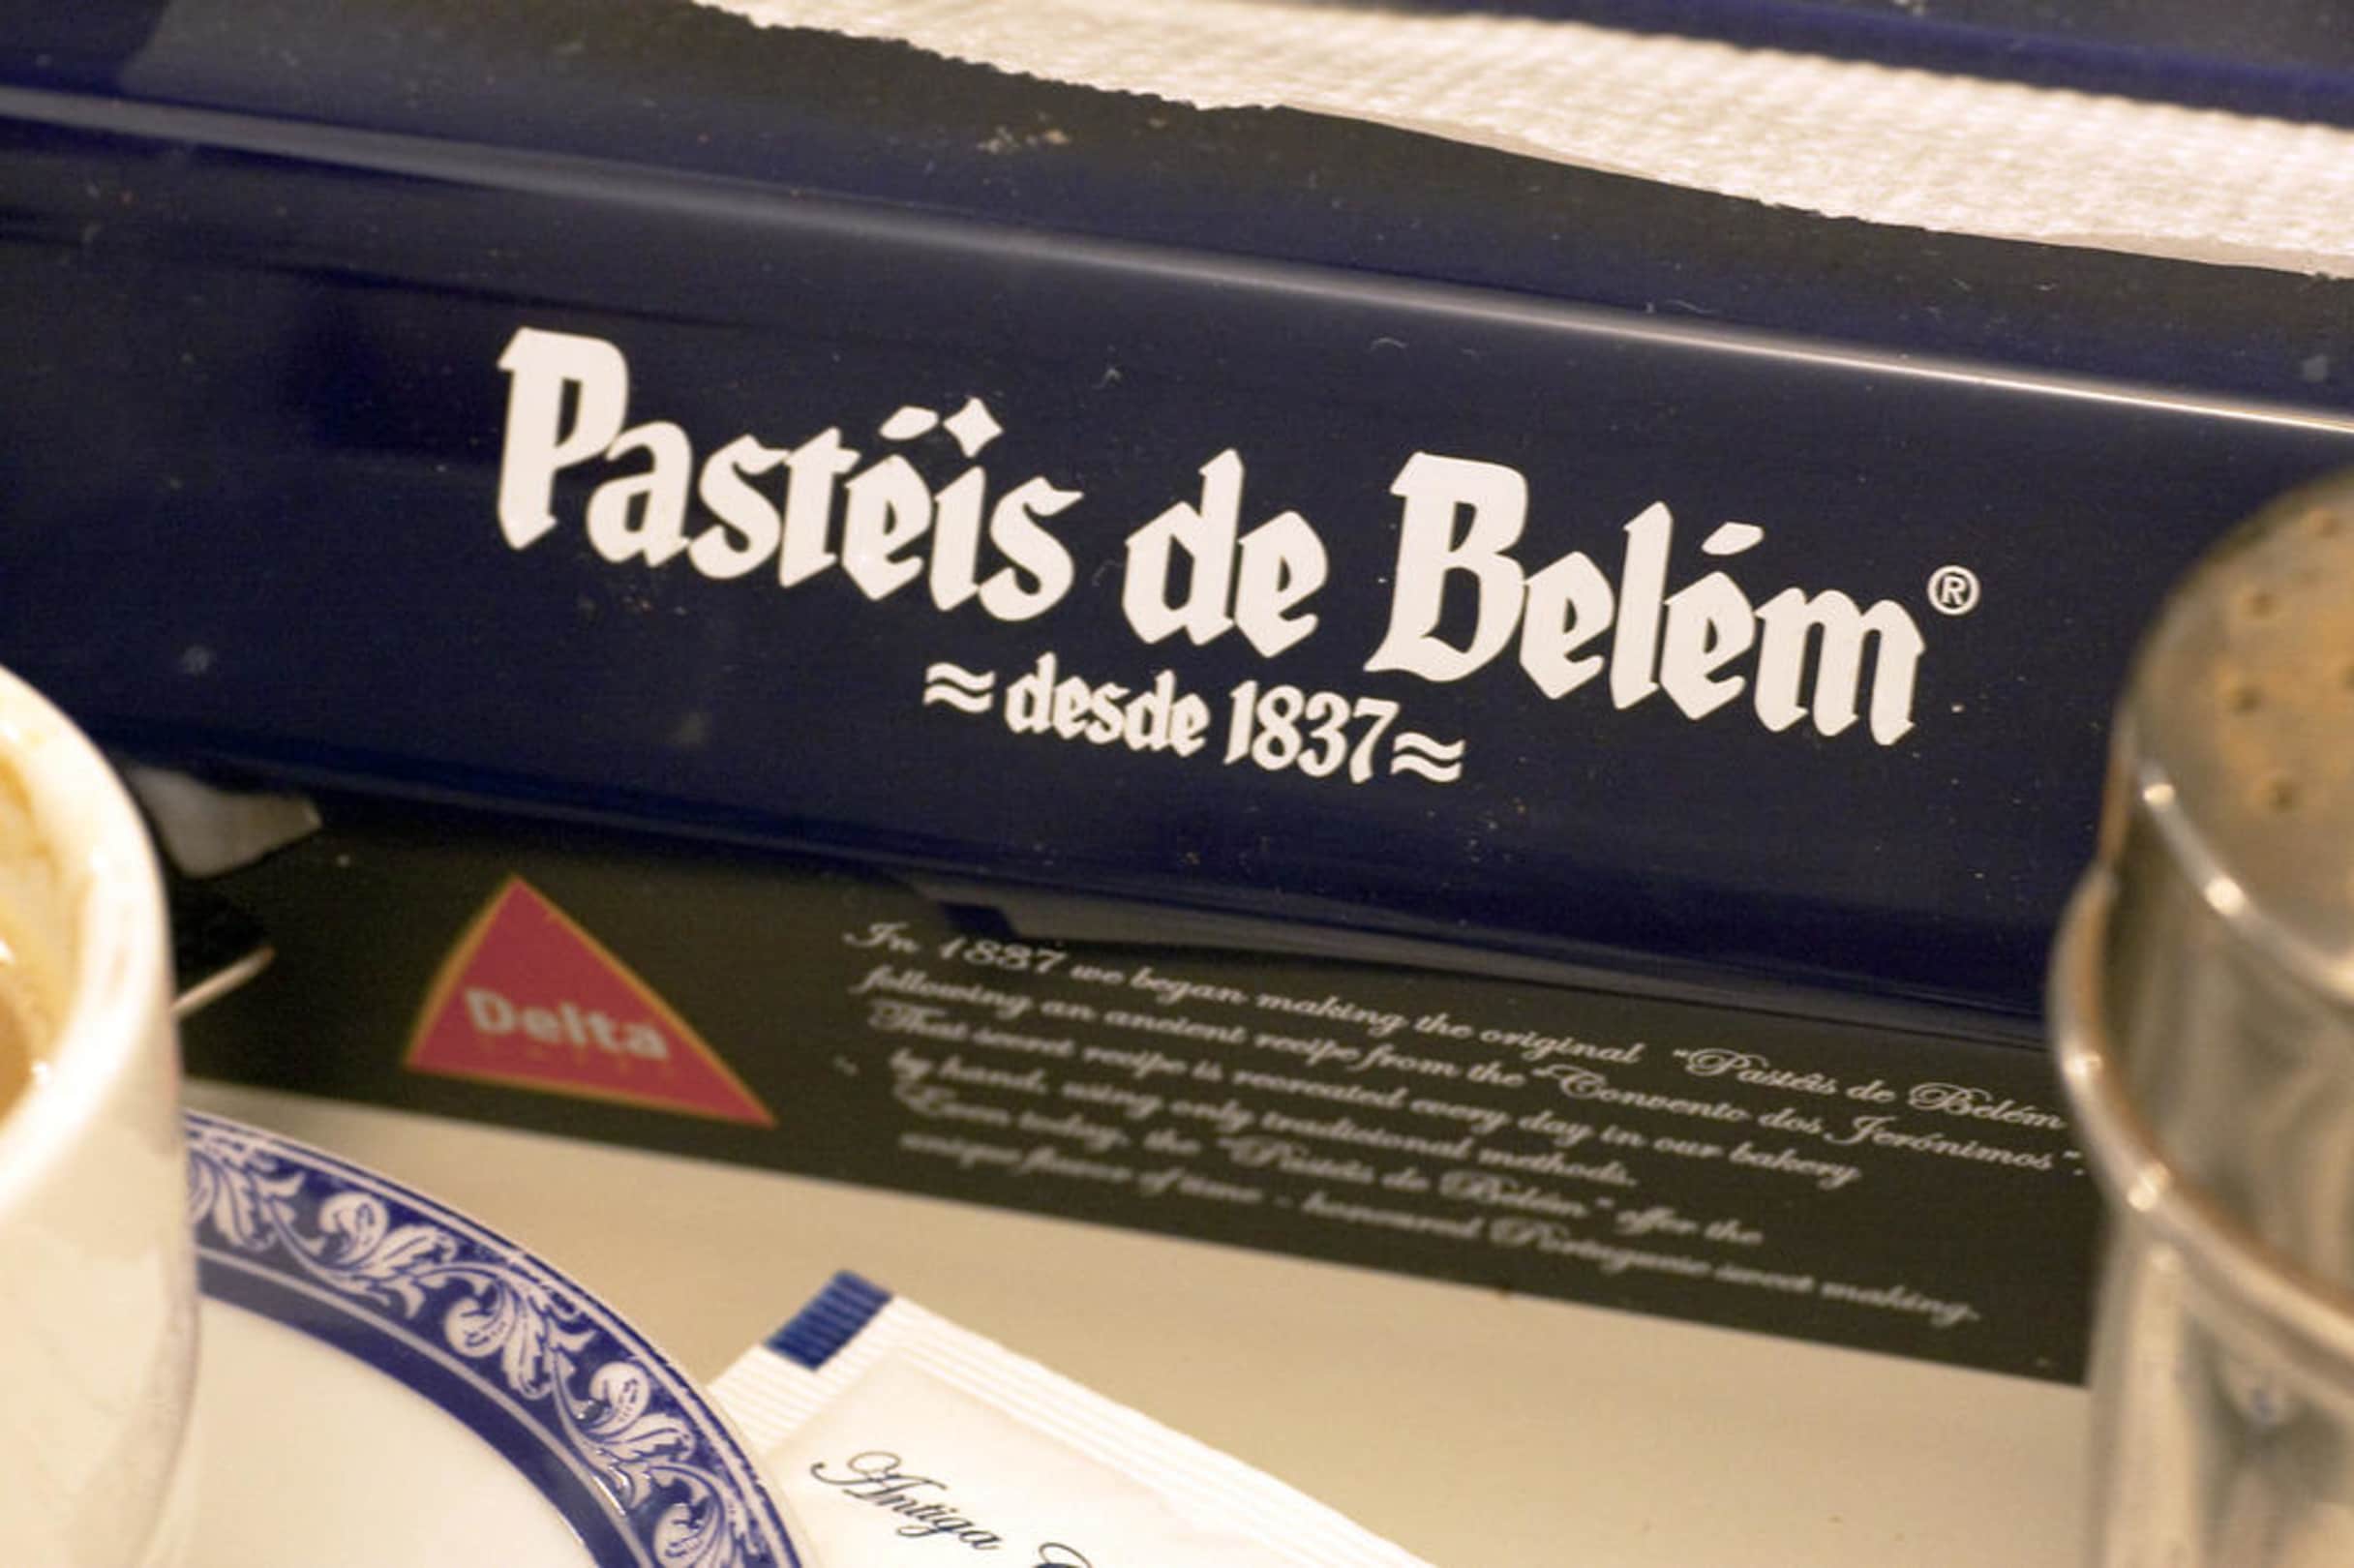 Pastéis de Belém®
≈desde 1837≈
Delta
In 1837 we began making the original "Pastéis de Belém
following an ancient recipe from the "Convento dos Jerónimos".
That secret recipe is recreated every day in our bakery
by hand, using only tradicional methods.
Even today, the "Pastéis de Belém" offer the
unique flavor of time - honoured Portuguese sweet making.
Antiga